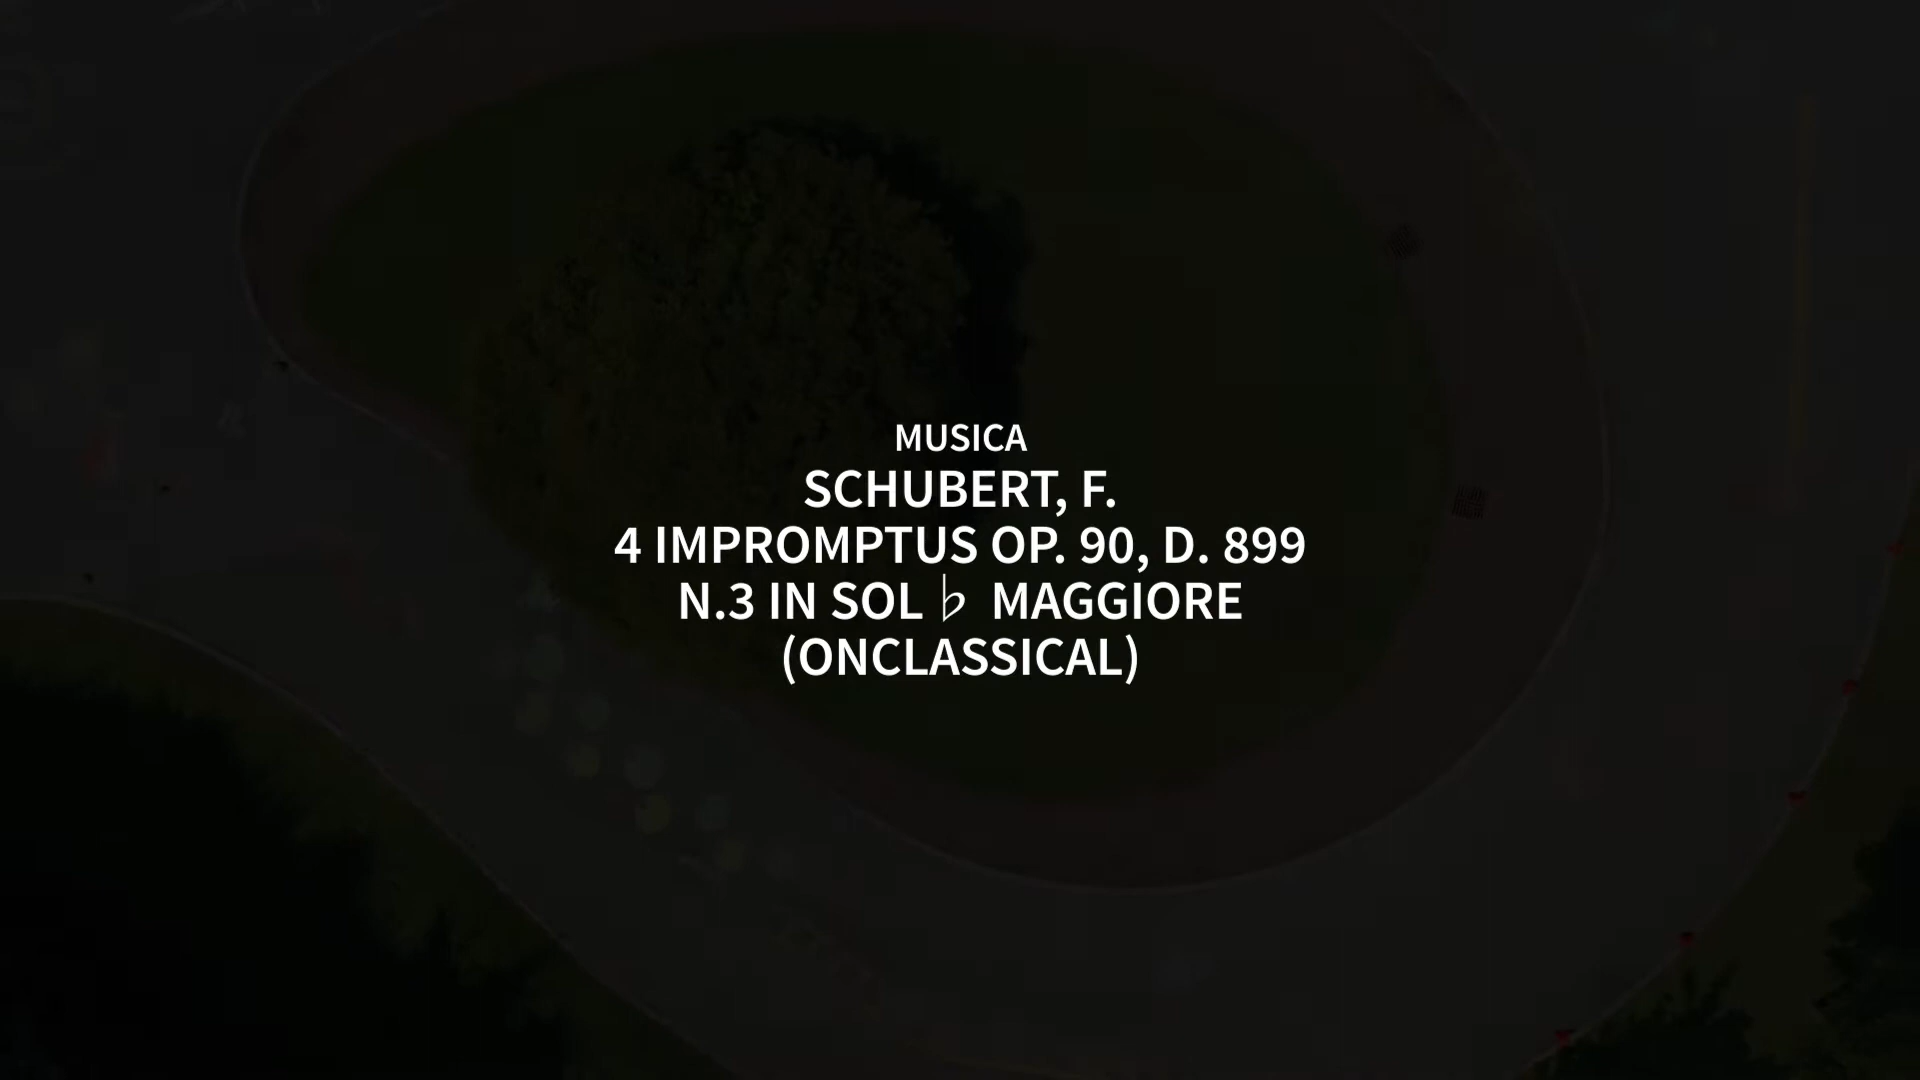 MUSICA
SCHUBERT, F.
4 IMPROMPTUS OP. 90, D. 899
N.3 IN SOL ♭ MAGGIORE
(ONCLASSICAL)